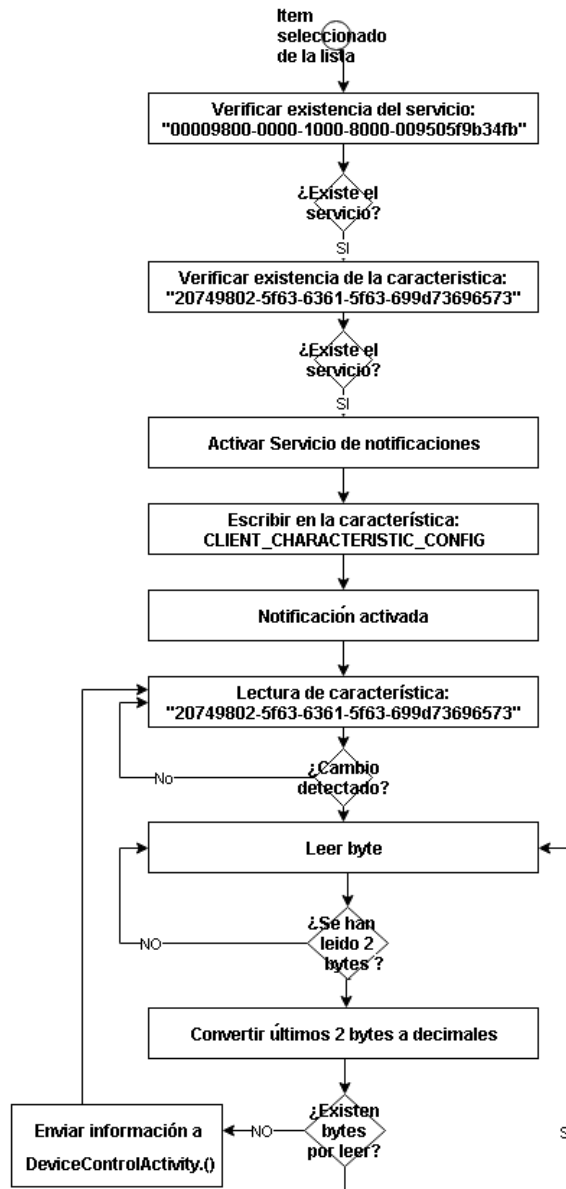 Item
seleccionado
de la lista
Verificar existencia del servicio:
"00009800-0000-1000-8000-009505f9b34fb"
¿Existe el
servicio?
SI
Verificar existencia de la caracteristica:
"20749802-5f63-6361-5f63-699d73696573"
¿Existe el
servicio?
SI
Activar Servicio de notificaciones
Escribir en la característica:
CLIENT_CHARACTERISTIC_CONFIG
Notificación activada
Lectura de característica:
"20749802-5f63-6361-5f63-699d73696573"
No
¿Cambio
detectado?
Leer byte
NO
¿Se han
leido 2
bytes ?
Convertir últimos 2 bytes a decimales
Enviar información a
DeviceControlActivity.()
NO
¿Existen
bytes
por leer?
S